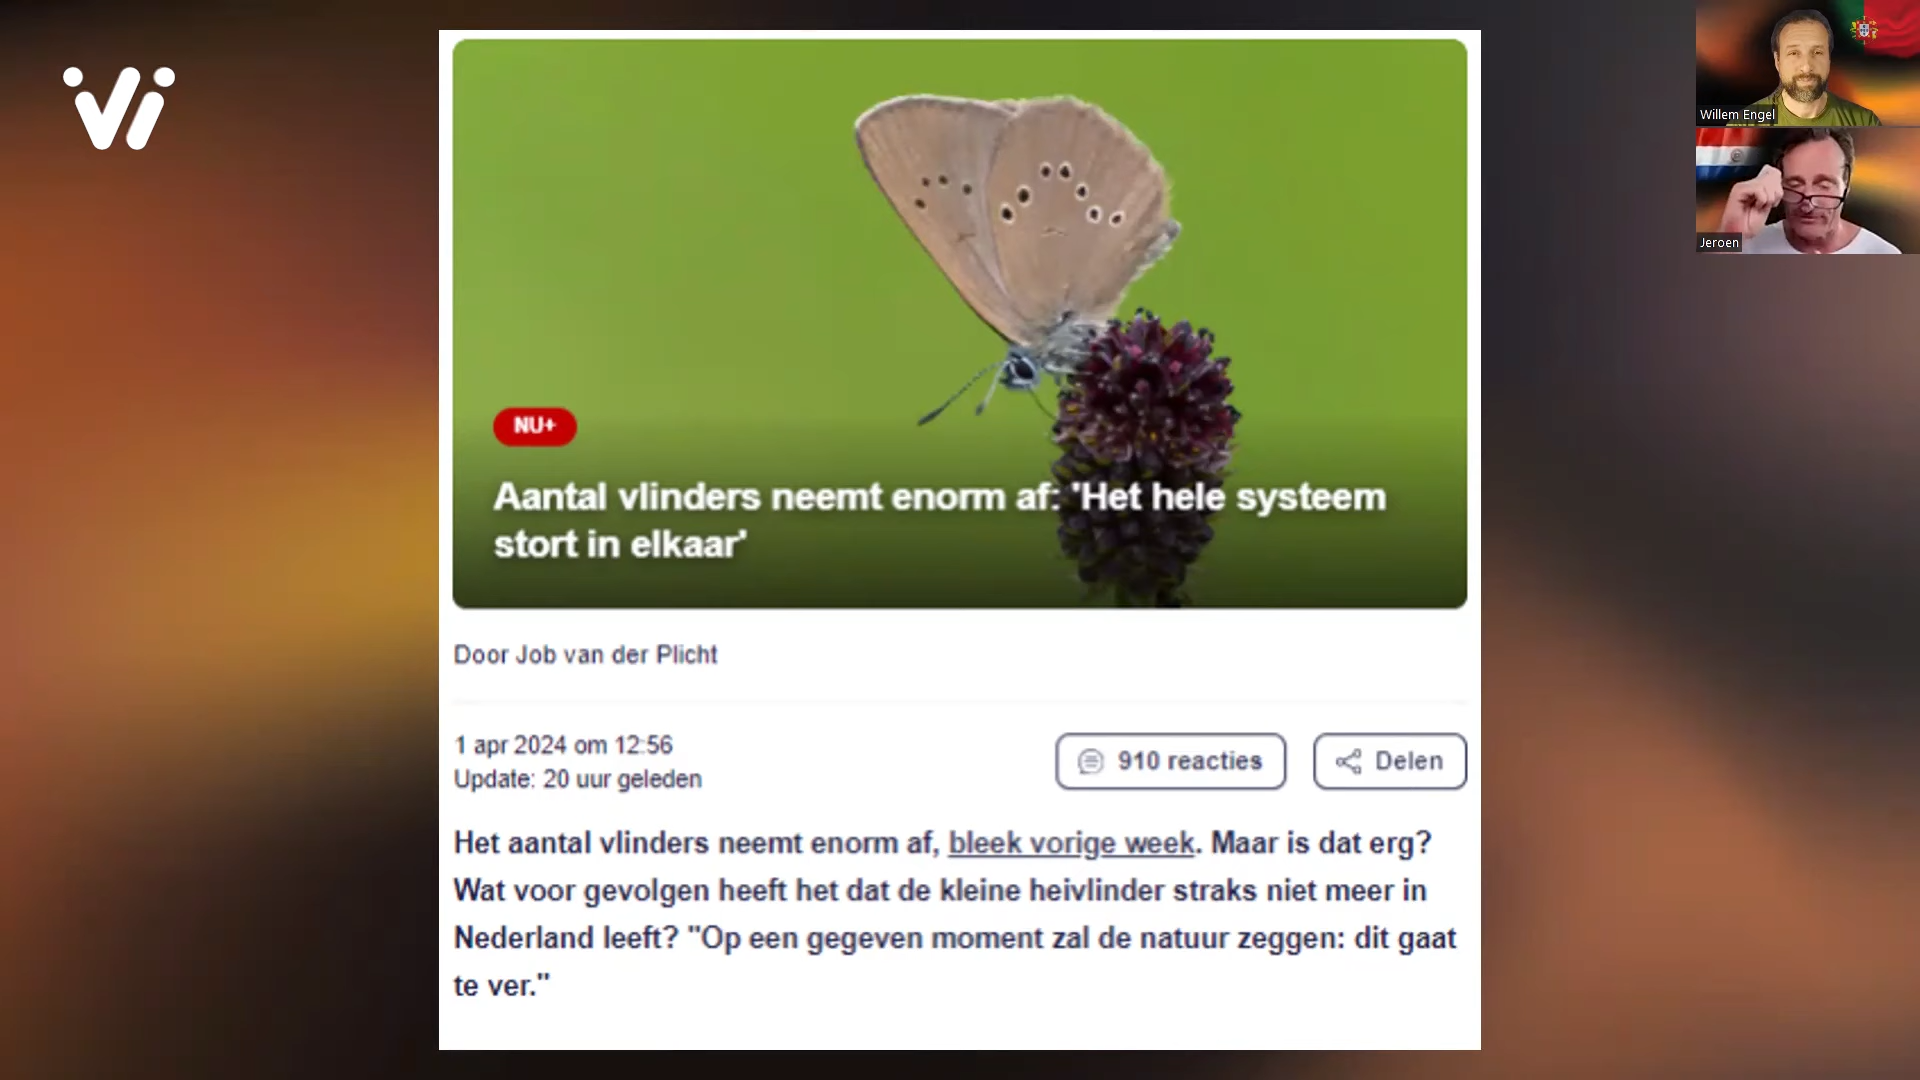 Vi
Willem Engel
Jeroen
NU+
Aantal vlinders neemt enorm af: 'Het hele systeem
stort in elkaar'
Door Job van der Plicht
1 apr 2024 om 12:56
Update: 20 uur geleden
910 reacties
Delen
Het aantal vlinders neemt enorm af, bleek vorige week. Maar is dat erg?
Wat voor gevolgen heeft het dat de kleine heivlinder straks niet meer in
Nederland leeft? "Op een gegeven moment zal de natuur zeggen: dit gaat
te ver."